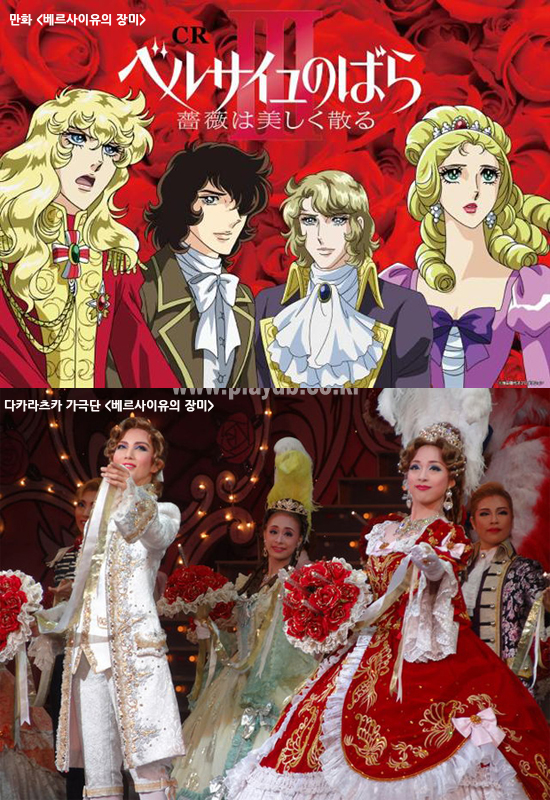 만화 <베르사이유의 장미>
CR
III
ベルサイユのばら
薔薇は美しく散る
www.playdb.co.kr
다카라츠카 가극단 <베르사이유의 장미>